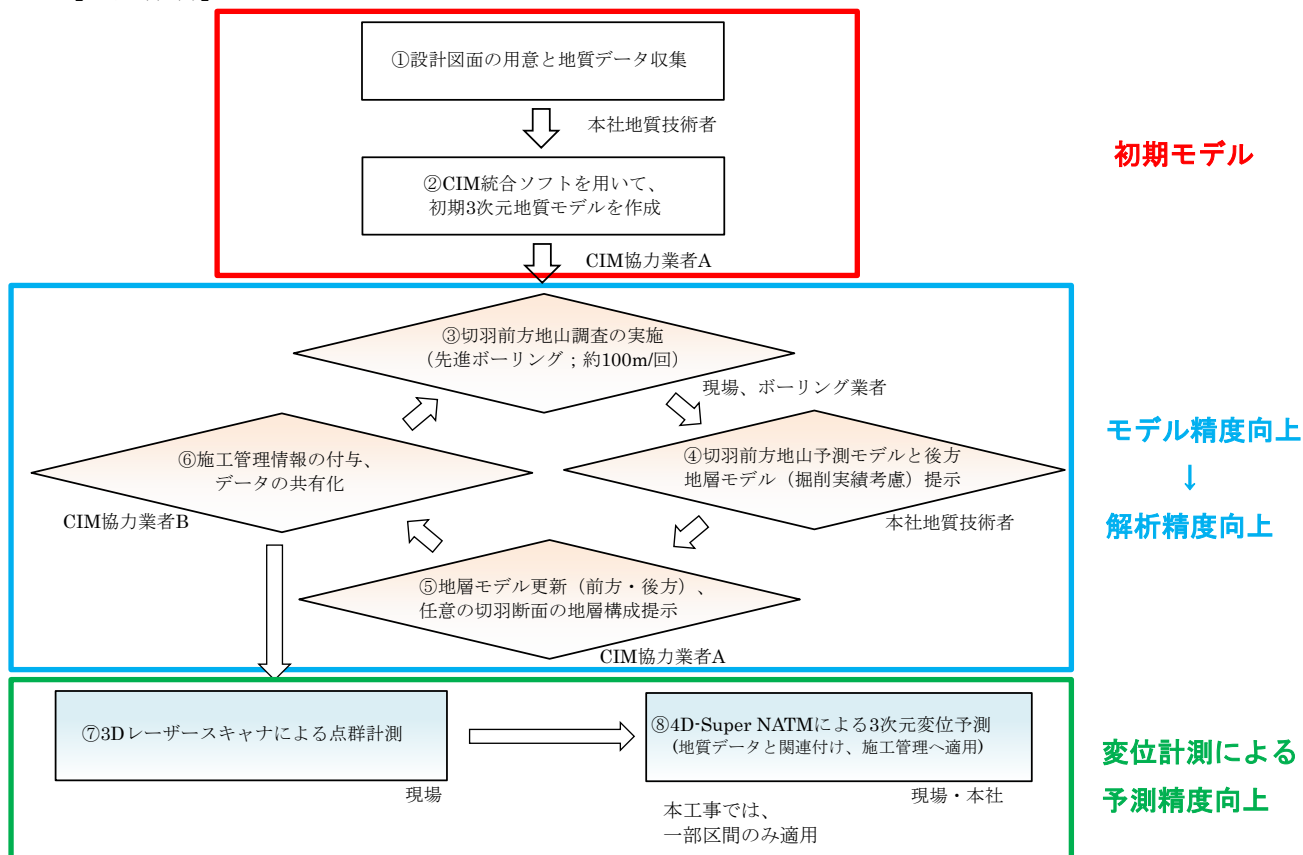 ①設計図面の用意と地質データ収集
本社地質技術者
初期モデル
②CIM統合ソフトを用いて、
初期3次元地質モデルを作成
CIM協力業者A
③切羽前方地山調査の実施
(先進ボーリング；約100m/回)
現場、ボーリング業者
⑥施工管理情報の付与、
データの共有化
CIM協力業者B
④切羽前方地山予測モデルと後方
地層モデル（掘削実績考慮）提示
本社地質技術者
モデル精度向上
↓
解析精度向上
⑤地層モデル更新（前方・後方）、
任意の切羽断面の地層構成提示
CIM協力業者A
⑦3Dレーザースキャナによる点群計測
現場
⑧4D-Super NATMによる3次元変位予測
(地質データと関連付け、施工管理へ適用)
現場・本社
本工事では、
一部区間のみ適用
変位計測による
予測精度向上